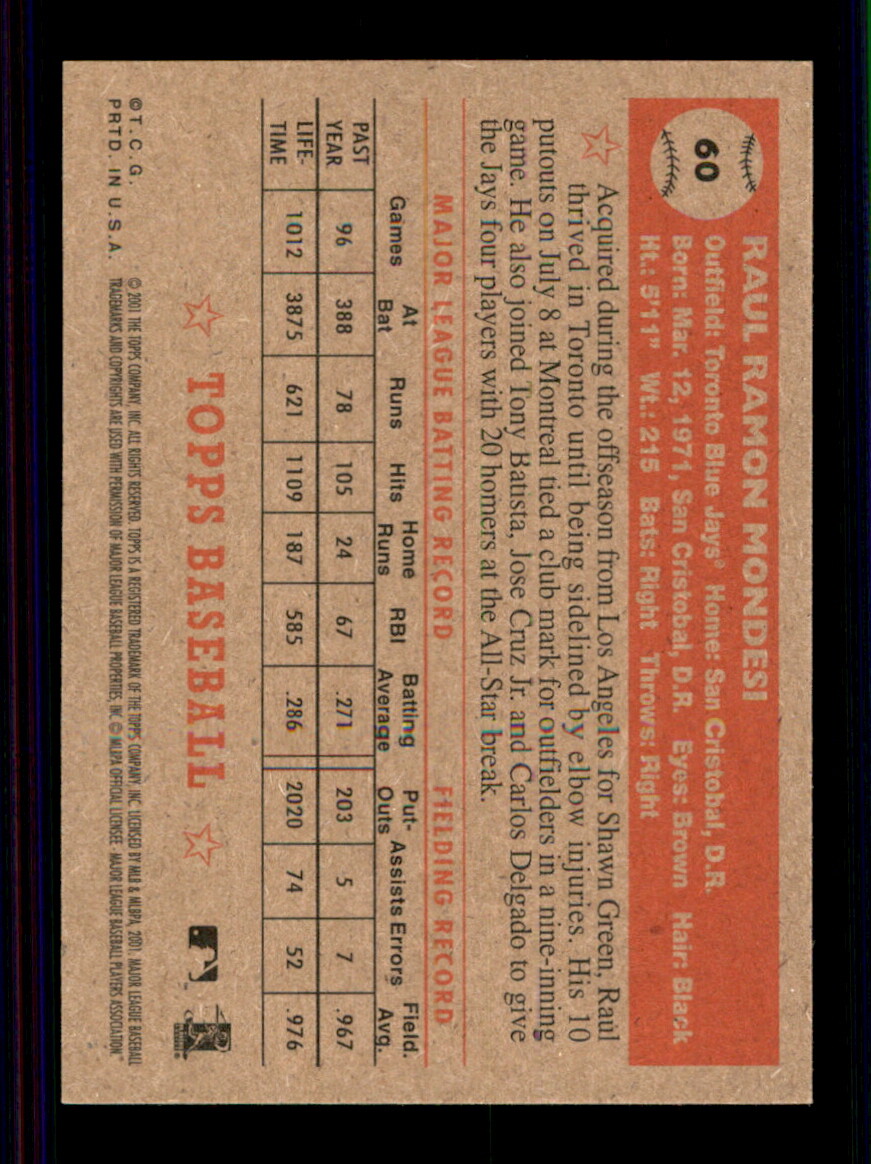 60
RAUL RAMON MONDESI
Outfield: Toronto Blue Jays® Home: San Cristobal, D.R.
Born: Mar. 12, 1971, San Cristobal, D.R. Eyes: Brown Hair: Black
Ht.: 5'11" Wt.: 215 Bats: Right Throws: Right
Acquired during the offseason from Los Angeles for Shawn Green, Raul
thrived in Toronto until being sidelined by elbow injuries. His 10
putouts on July 8 at Montreal tied a club mark for outfielders in a nine-inning
game. He also joined Tony Batista, Jose Cruz Jr. and Carlos Delgado to give
the Jays four players with 20 homers at the All-Star break.
MAJOR LEAGUE BATTING RECORD FIELDING RECORD
Games At Bat Runs Hits Home Runs RBI Batting Average Put-Outs Assists Errors Field. Avg.
PAST YEAR 96 388 78 105 24 67 .271 203 5 7 .967
LIFE-TIME 1012 3875 621 1109 187 585 .286 2020 74 52 .976
TOPPS BASEBALL
©T.C.G.
PRTD. IN U.S.A.
© 2001 THE TOPPS COMPANY, INC. ALL RIGHTS RESERVED. TOPPS IS A REGISTERED TRADEMARK OF THE TOPPS COMPANY, INC. LICENSED BY MLB & MLBPA, 2001. MAJOR LEAGUE BASEBALL
TRADEMARKS AND COPYRIGHTS ARE USED WITH PERMISSION OF MAJOR LEAGUE BASEBALL PROPERTIES, INC. © MLBPA OFFICIAL LICENSEE - MAJOR LEAGUE BASEBALL PLAYERS ASSOCIATION